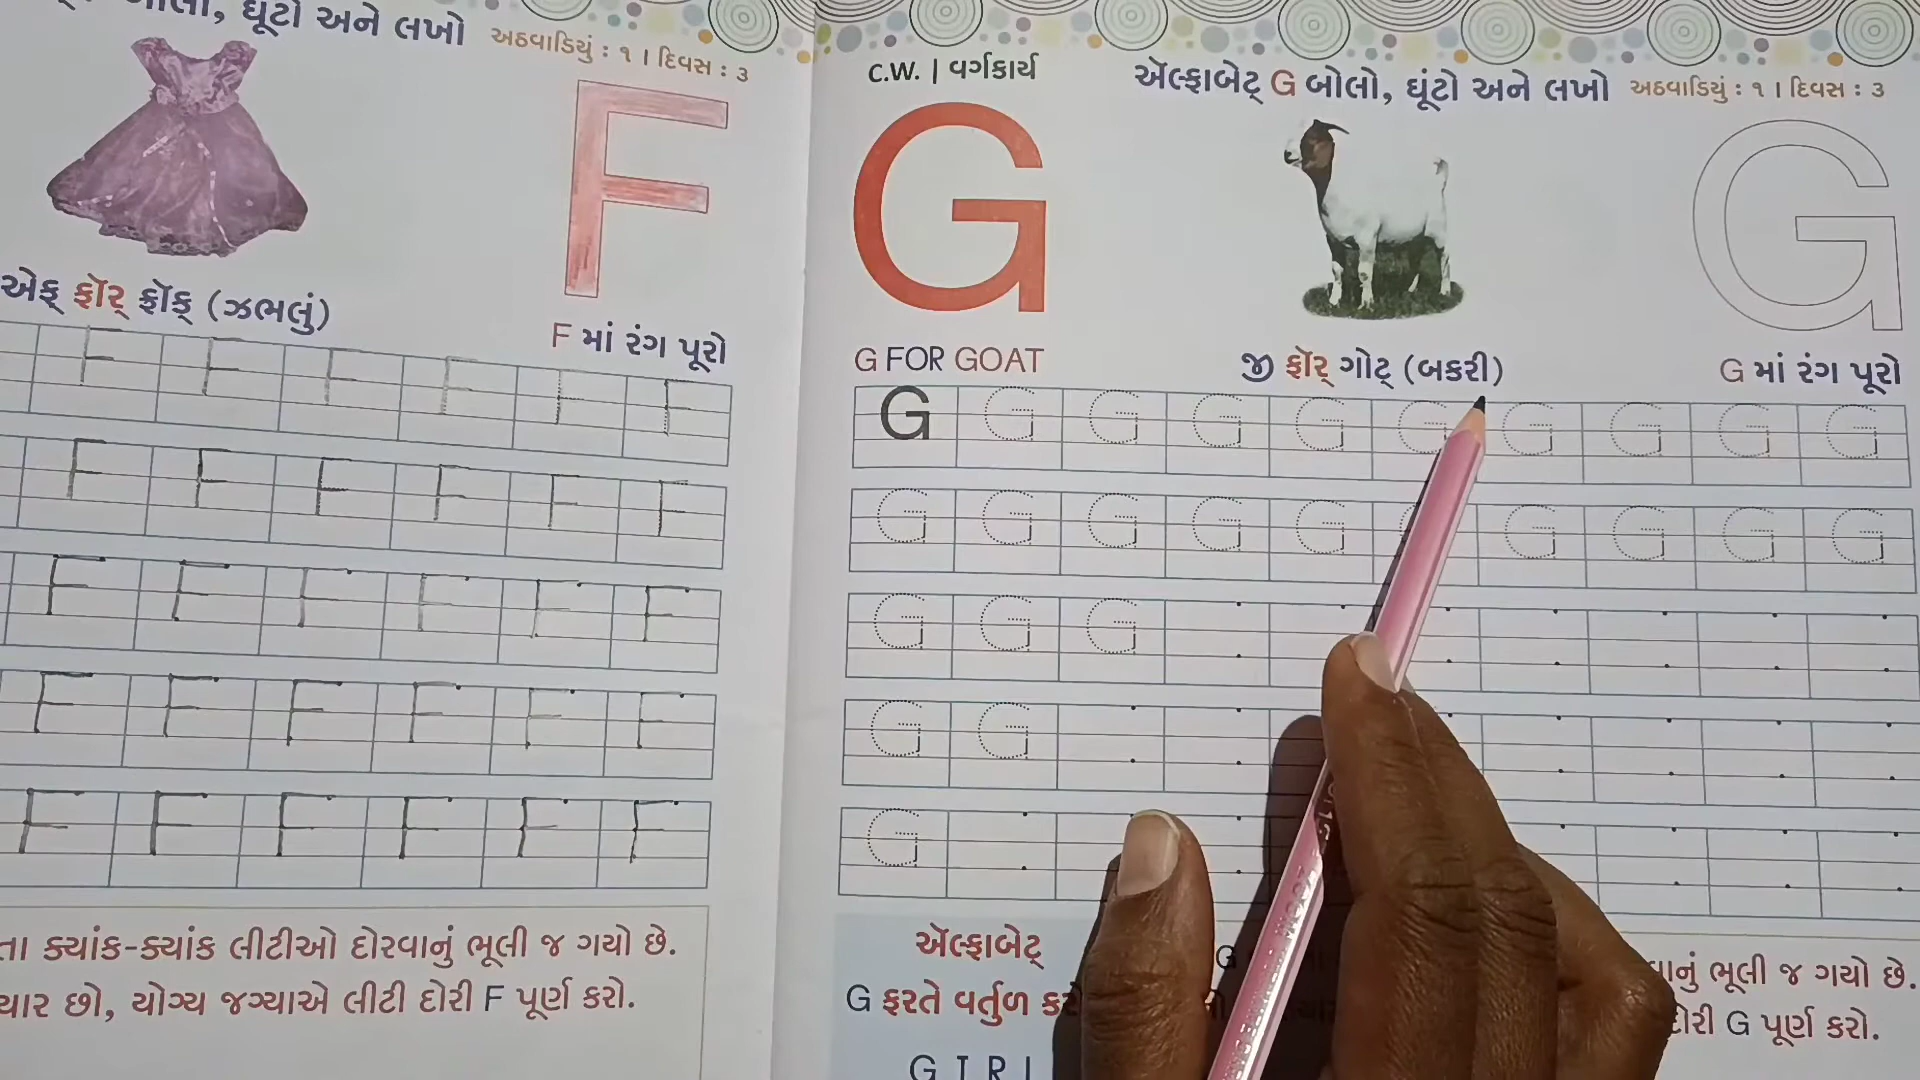 બોલો, ઘૂંટો અને લખો અઠવાડિયું : ૧ । દિવસ : ૩
F
એફ્ ફૉર્ ફ્રૉક્ (ઝભલું)
F માં રંગ પૂરો
F F F F F F
F F F F F F
F F F F F F
F F F F F F
F F F F F F
ક્યાંક-ક્યાંક લીટીઓ દોરવાનું ભૂલી જ ગયો છે.
છો, યોગ્ય જગ્યાએ લીટી દોરી F પૂર્ણ કરો.
C.W. | વર્ગકાર્ય ઍલ્ફાબેટ્ G બોલો, ઘૂંટો અને લખો અઠવાડિયું : ૧ । દિવસ : ૩
G G
G FOR GOAT જી ફૉર્ ગોટ્ (બકરી) G માં રંગ પૂરો
G G G G G G G G G G
G G G G G G G G G
G G G
G G
G
ઍલ્ફાબેટ્
G ફરતે વર્તુળ
G I R L
ભૂલી જ ગયો છે.
દોરી G પૂર્ણ કરો.